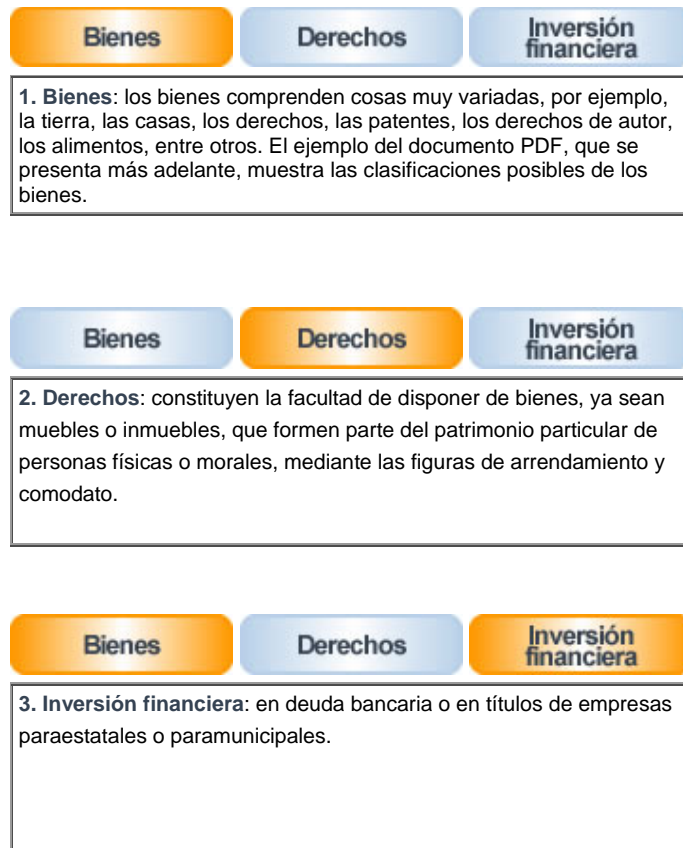 Bienes Derechos Inversión financiera
1. Bienes: los bienes comprenden cosas muy variadas, por ejemplo,
la tierra, las casas, los derechos, las patentes, los derechos de autor,
los alimentos, entre otros. El ejemplo del documento PDF, que se
presenta más adelante, muestra las clasificaciones posibles de los
bienes.
Bienes Derechos Inversión financiera
2. Derechos: constituyen la facultad de disponer de bienes, ya sean
muebles o inmuebles, que formen parte del patrimonio particular de
personas físicas o morales, mediante las figuras de arrendamiento y
comodato.
Bienes Derechos Inversión financiera
3. Inversión financiera: en deuda bancaria o en títulos de empresas
paraestatales o paramunicipales.